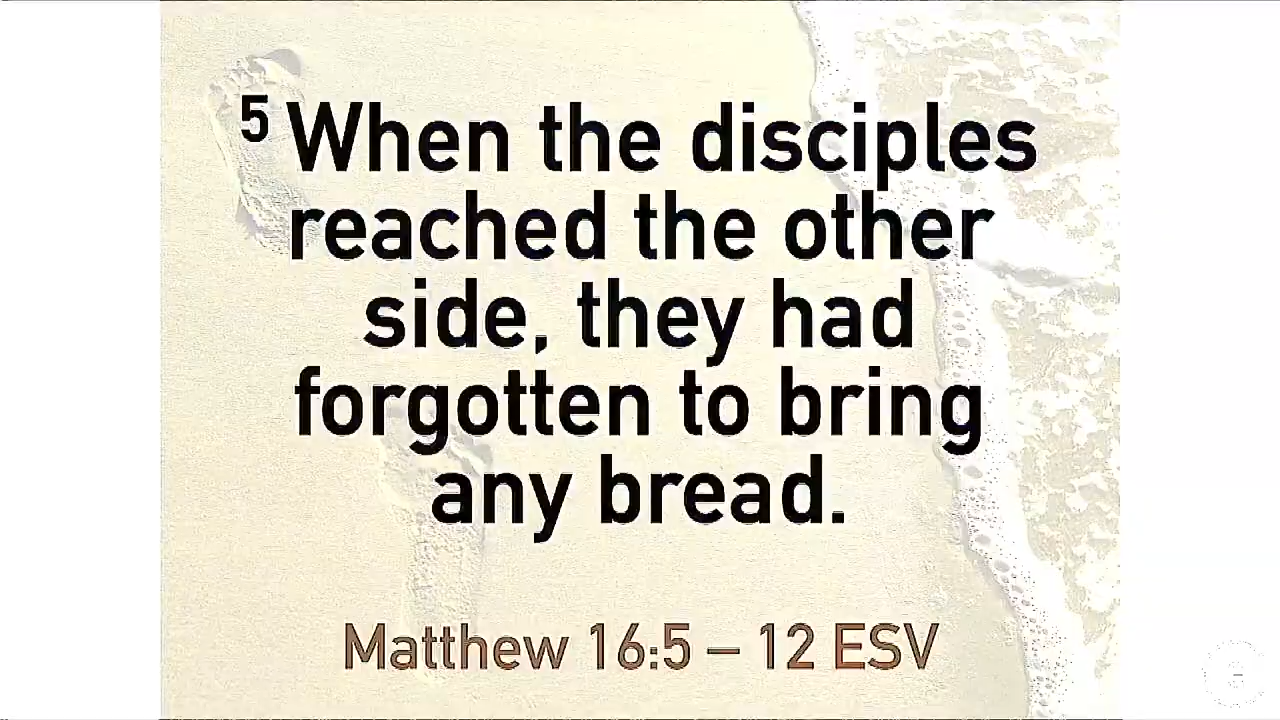 5 When the disciples
reached the other
side, they had
forgotten to bring
any bread.
Matthew 16:5 – 12 ESV